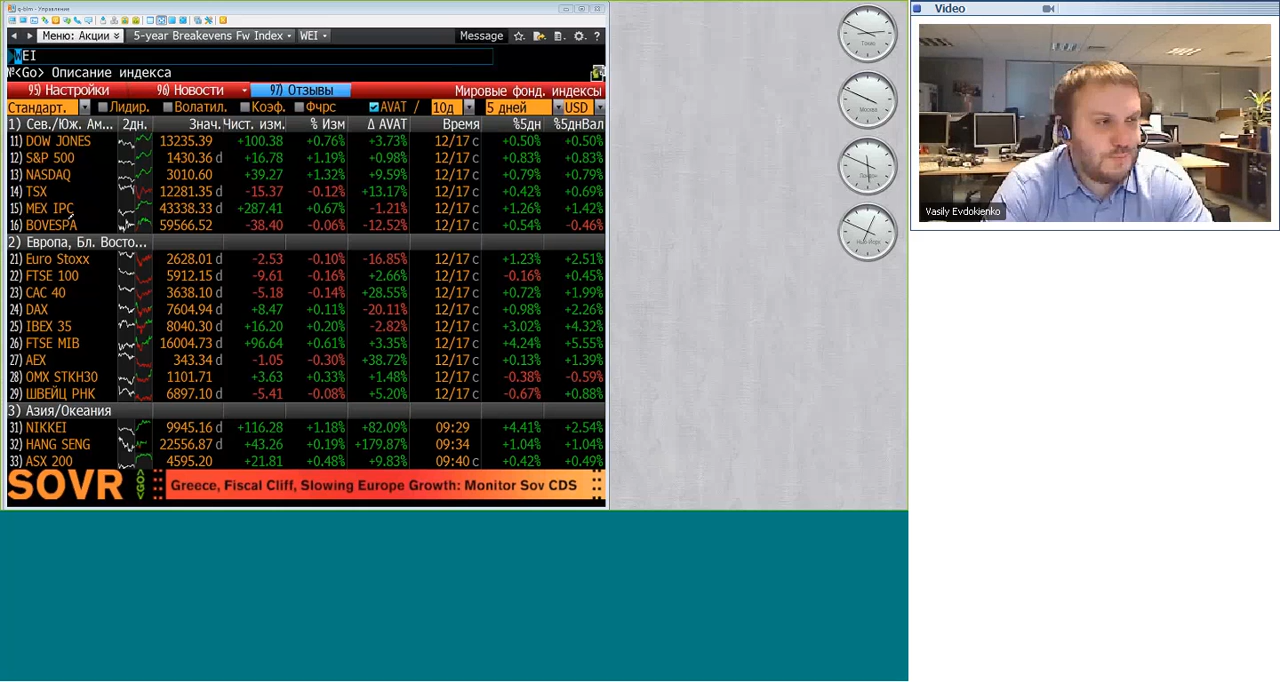 q-blm - Управление
Меню: Акции
5-year Breakevens Fw Index
WEI
Message
?
WEI
№<Go> Описание индекса
95) Настройки
96) Новости
97) Отзывы
Мировые фонд. индексы
Стандарт.
Лидир.
Волатил.
Коэф.
Фчрс
AVAT /
10д
5 дней
USD
1) Сев./Юж. Ам... 2дн. Знач. Чист. изм. % Изм Δ AVAT Время %5дн %5днВал
11) DOW JONES 13235.39 +100.38 +0.76% +3.73% 12/17 c +0.50% +0.50%
12) S&P 500 1430.36 d +16.78 +1.19% +0.98% 12/17 c +0.83% +0.83%
13) NASDAQ 3010.60 +39.27 +1.32% +9.59% 12/17 c +0.79% +0.79%
14) TSX 12281.35 d -15.37 -0.12% +13.17% 12/17 c +0.42% +0.69%
15) MEX IPC 43338.33 d +287.41 +0.67% -1.21% 12/17 c +1.26% +1.42%
16) BOVESPA 59566.52 -38.40 -0.06% -12.52% 12/17 c +0.54% -0.46%
2) Европа, Бл. Восто...
21) Euro Stoxx 2628.01 d -2.53 -0.10% -16.85% 12/17 c +1.23% +2.51%
22) FTSE 100 5912.15 d -9.61 -0.16% +2.66% 12/17 c -0.16% +0.45%
23) CAC 40 3638.10 d -5.18 -0.14% +28.55% 12/17 c +0.72% +1.99%
24) DAX 7604.94 d +8.47 +0.11% -20.11% 12/17 c +0.98% +2.26%
25) IBEX 35 8040.30 d +16.20 +0.20% -2.82% 12/17 c +3.02% +4.32%
26) FTSE MIB 16004.73 d +96.64 +0.61% +3.35% 12/17 c +4.24% +5.55%
27) AEX 343.34 d -1.05 -0.30% +38.72% 12/17 c +0.13% +1.39%
28) OMX STKH30 1101.71 +3.63 +0.33% +1.48% 12/17 c -0.38% -0.59%
29) ШВЕЙЦ РНК 6897.10 d -5.41 -0.08% +5.20% 12/17 c -0.67% +0.88%
3) Азия/Океания
31) NIKKEI 9945.16 d +116.28 +1.18% +82.09% 09:29 +4.41% +2.54%
32) HANG SENG 22556.87 d +43.26 +0.19% +179.87% 09:34 +1.04% +1.04%
33) ASX 200 4595.20 +21.81 +0.48% +9.83% 09:40 c +0.42% +0.49%
SOVR <GO> Greece, Fiscal Cliff, Slowing Europe Growth: Monitor Sov CDS
Токио
Москва
Лондон
Нью-Йорк
Video
Vasily Evdokienko